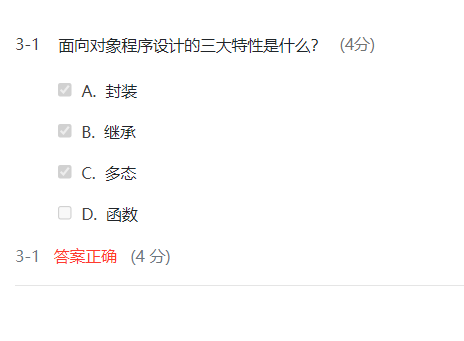 3-1 面向对象程序设计的三大特性是什么? (4分)
A. 封装
B. 继承
C. 多态
D. 函数
3-1 答案正确 (4 分)